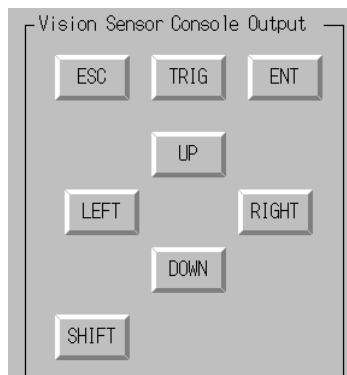 Vision Sensor Console Output
ESC TRIG ENT
UP
LEFT RIGHT
DOWN
SHIFT